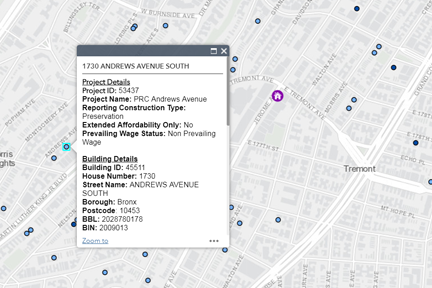 W BURNSIDE AVE
1730 ANDREWS AVENUE SOUTH
Project Details
Project ID: 53437
Project Name: PRC Andrews Avenue
Reporting Construction Type:
Preservation
Extended Affordability Only: No
Prevailing Wage Status: Non Prevailing
Wage
Building Details
Building ID: 45511
House Number: 1730
Street Name: ANDREWS AVENUE
SOUTH
Borough: Bronx
Postcode: 10453
BBL: 2028780178
BIN: 2009013
Zoom to
•••
E TREMONT AVE
E 177TH ST
ECHO PL
Tremont
MT HOPE PL